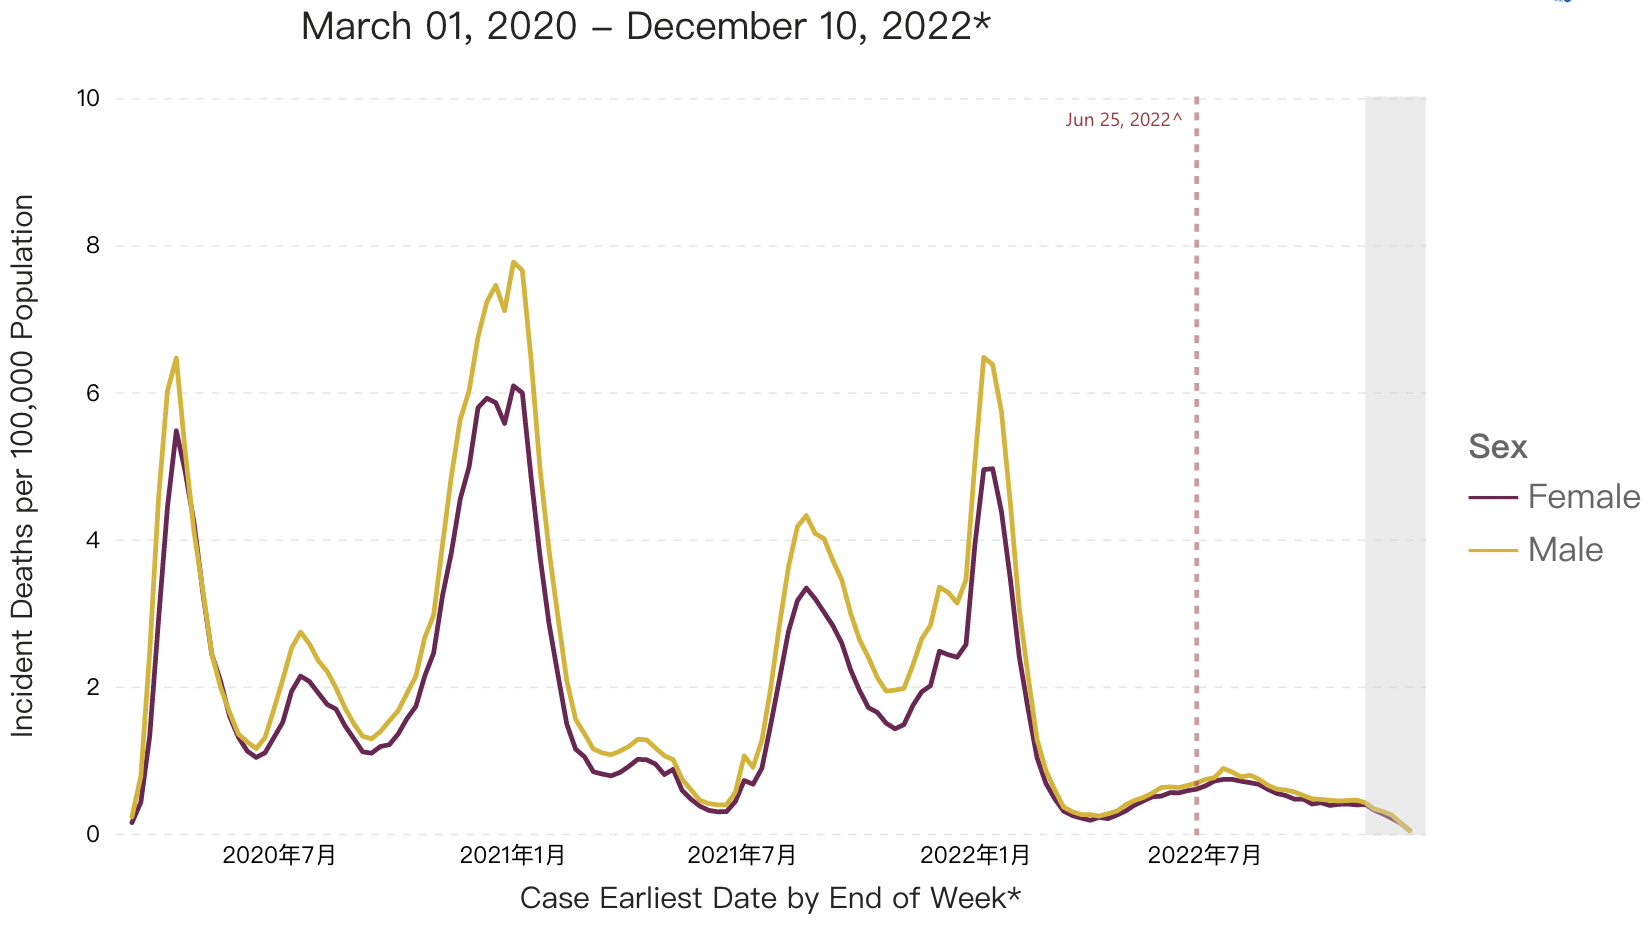 March 01, 2020 – December 10, 2022*
Incident Deaths per 100,000 Population
10
8
6
4
2
0
Jun 25, 2022^
2020年7月
2021年1月
2021年7月
2022年1月
2022年7月
Case Earliest Date by End of Week*
Sex
Female
Male